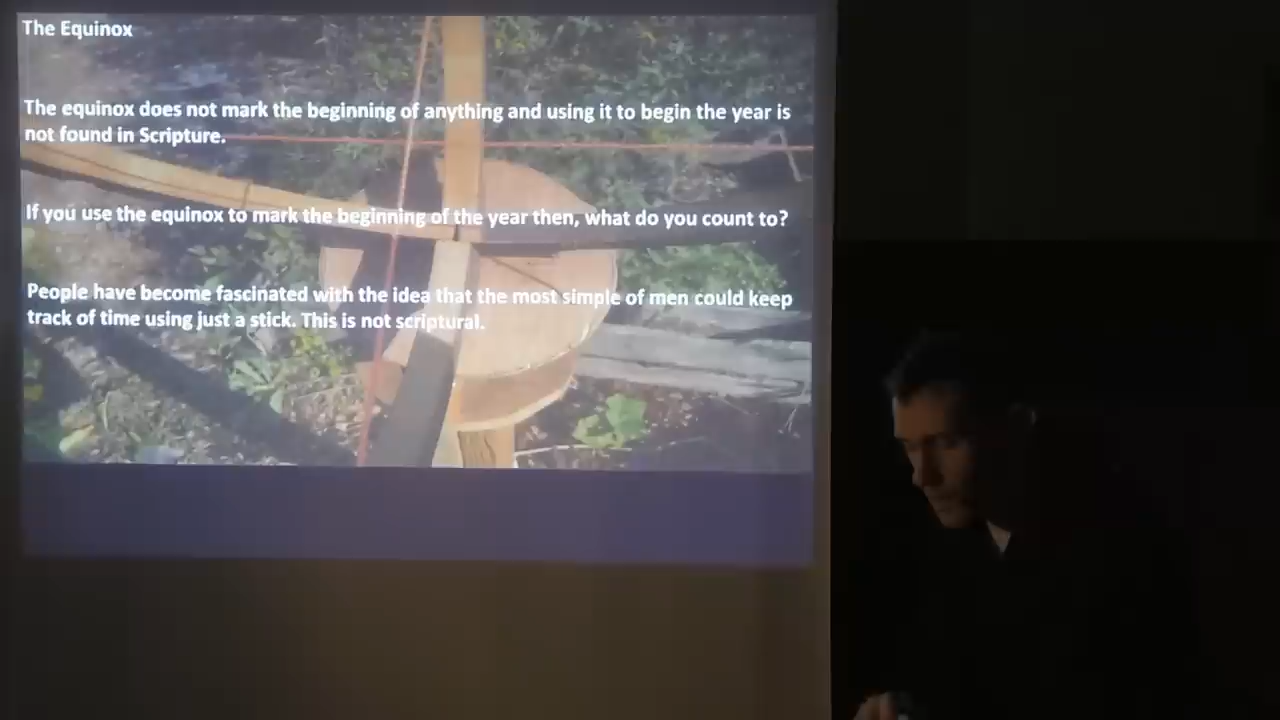 The Equinox
The equinox does not mark the beginning of anything and using it to begin the year is
not found in Scripture.
If you use the equinox to mark the beginning of the year then, what do you count to?
People have become fascinated with the idea that the most simple of men could keep
track of time using just a stick. This is not scriptural.